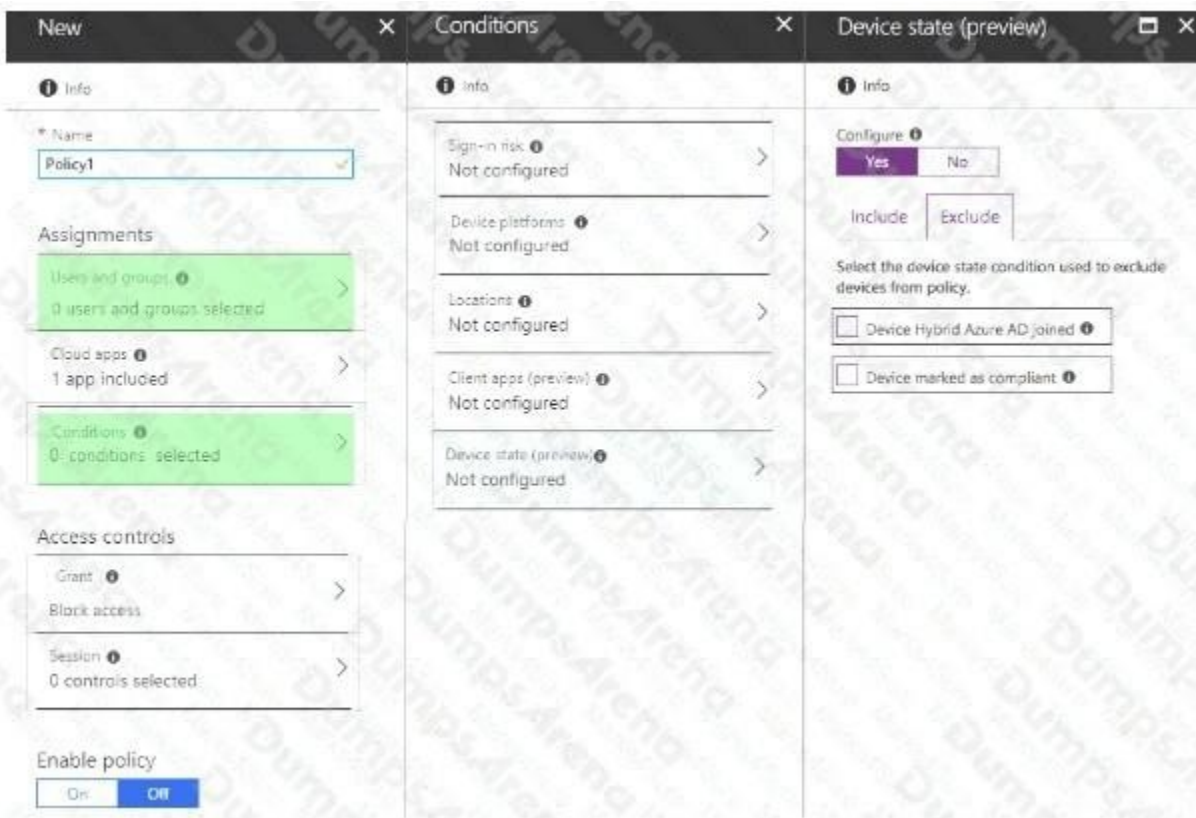 New
Info
* Name
Policy1
Assignments
Users and groups
0 users and groups selected
Cloud apps
1 app included
Conditions
0 conditions selected
Access controls
Grant
Block access
Session
0 controls selected
Enable policy
On Off
Conditions
Info
Sign-in risk
Not configured
Device platforms
Not configured
Locations
Not configured
Client apps (preview)
Not configured
Device state (preview)
Not configured
Device state (preview)
Info
Configure
Yes No
Include Exclude
Select the device state condition used to exclude
devices from policy.
Device Hybrid Azure AD joined
Device marked as compliant
DumpsArena